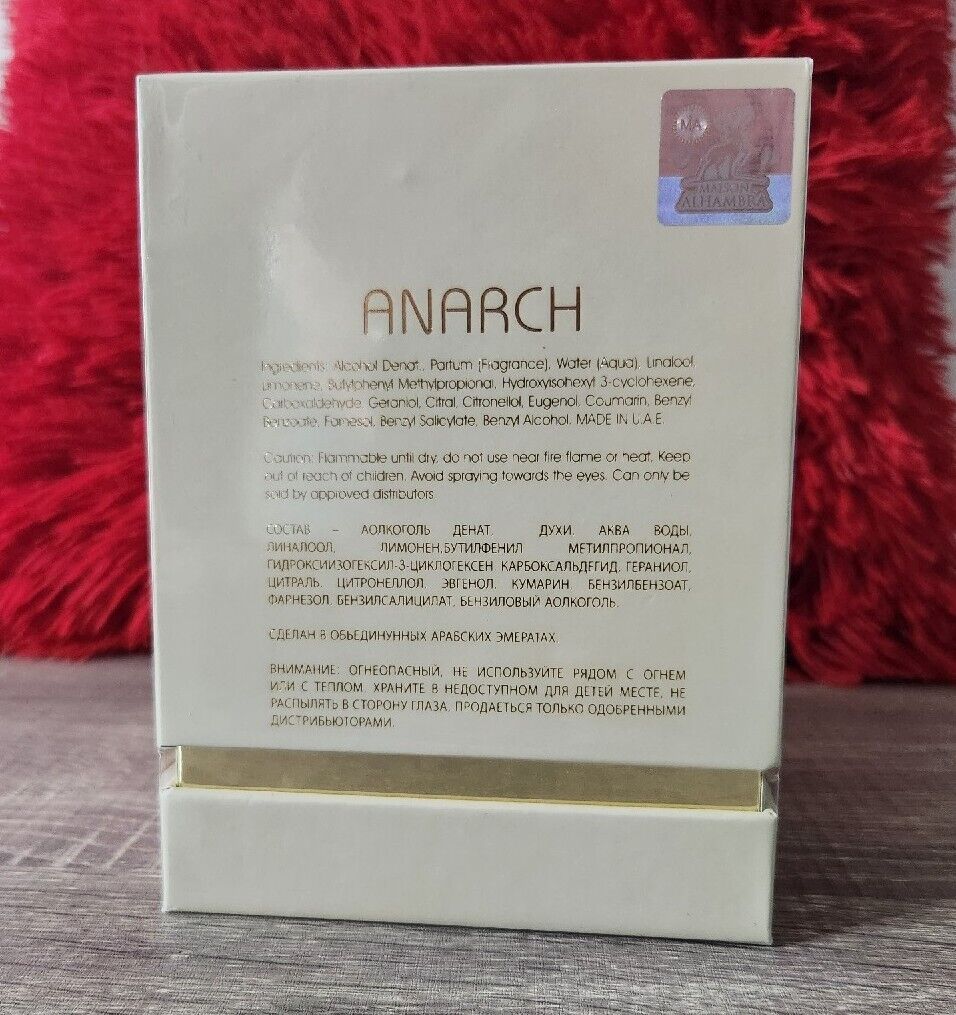 MA
MAISON
ALHAMBRA
ANARCH
Ingredients: Alcohol Denat., Parfum (Fragrance), Water (Aqua), Linalool,
Limonene, Butylphenyl Methylpropional, Hydroxyisohexyl 3-cyclohexene,
Carboxaldehyde, Geraniol, Citral, Citronellol, Eugenol, Coumarin, Benzyl
Benzoate, Farnesol, Benzyl Salicylate, Benzyl Alcohol. MADE IN U.A.E.
Caution: Flammable until dry, do not use near fire flame or heat. Keep
out of reach of children. Avoid spraying towards the eyes. Can only be
sold by approved distributors.
СОСТАВ – АОЛКОГОЛЬ ДЕНАТ, ДУХИ, АКВА ВОДЫ,
ЛИНАЛООЛ, ЛИМОНЕН,БУТИЛФЕНИЛ МЕТИЛПРОПИОНАЛ,
ГИДРОКСИИЗОГЕКСИЛ-3-ЦИКЛОГЕКСЕН КАРБОКСАЛЬДЕГИД, ГЕРАНИОЛ,
ЦИТРАЛЬ, ЦИТРОНЕЛЛОЛ, ЭВГЕНОЛ, КУМАРИН, БЕНЗИЛБЕНЗОАТ,
ФАРНЕЗОЛ, БЕНЗИЛСАЛИЦИЛАТ, БЕНЗИЛОВЫЙ АОЛКОГОЛЬ.
СДЕЛАН В ОБЬЕДИНУННЫХ АРАБСКИХ ЭМЕРАТАХ.
ВНИМАНИЕ: ОГНЕОПАСНЫЙ, НЕ ИСПОЛЬЗУЙТЕ РЯДОМ С ОГНЕМ
ИЛИ С ТЕПЛОМ. ХРАНИТЕ В НЕДОСТУПНОМ ДЛЯ ДЕТЕЙ МЕСТЕ, НЕ
РАСПЫЛЯТЬ В СТОРОНУ ГЛАЗА. ПРОДАЕТЬСЯ ТОЛЬКО ОДОБРЕННЫМИ
ДИСТРИБЬЮТОРАМИ.